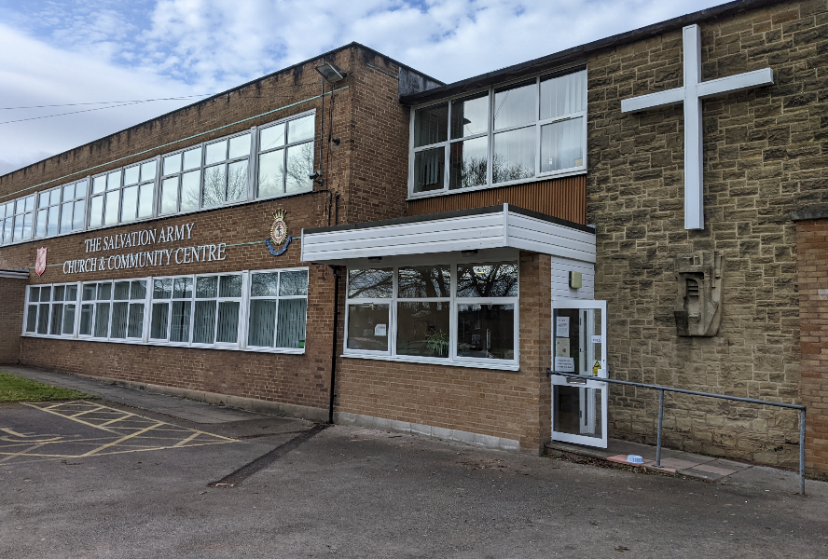 THE SALVATION ARMY
CHURCH & COMMUNITY CENTRE